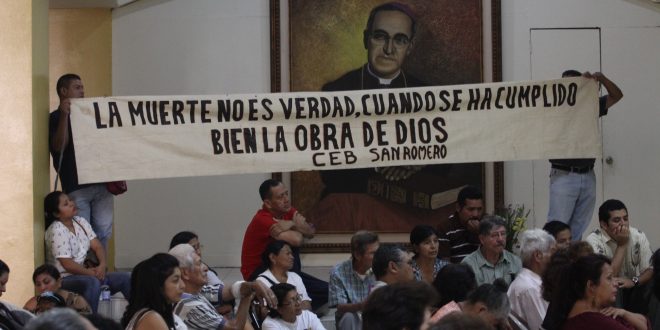 LA MUERTE NO ES VERDAD, CUANDO SE HA CUMPLIDO
BIEN LA OBRA DE DIOS
CEB SAN ROMERO